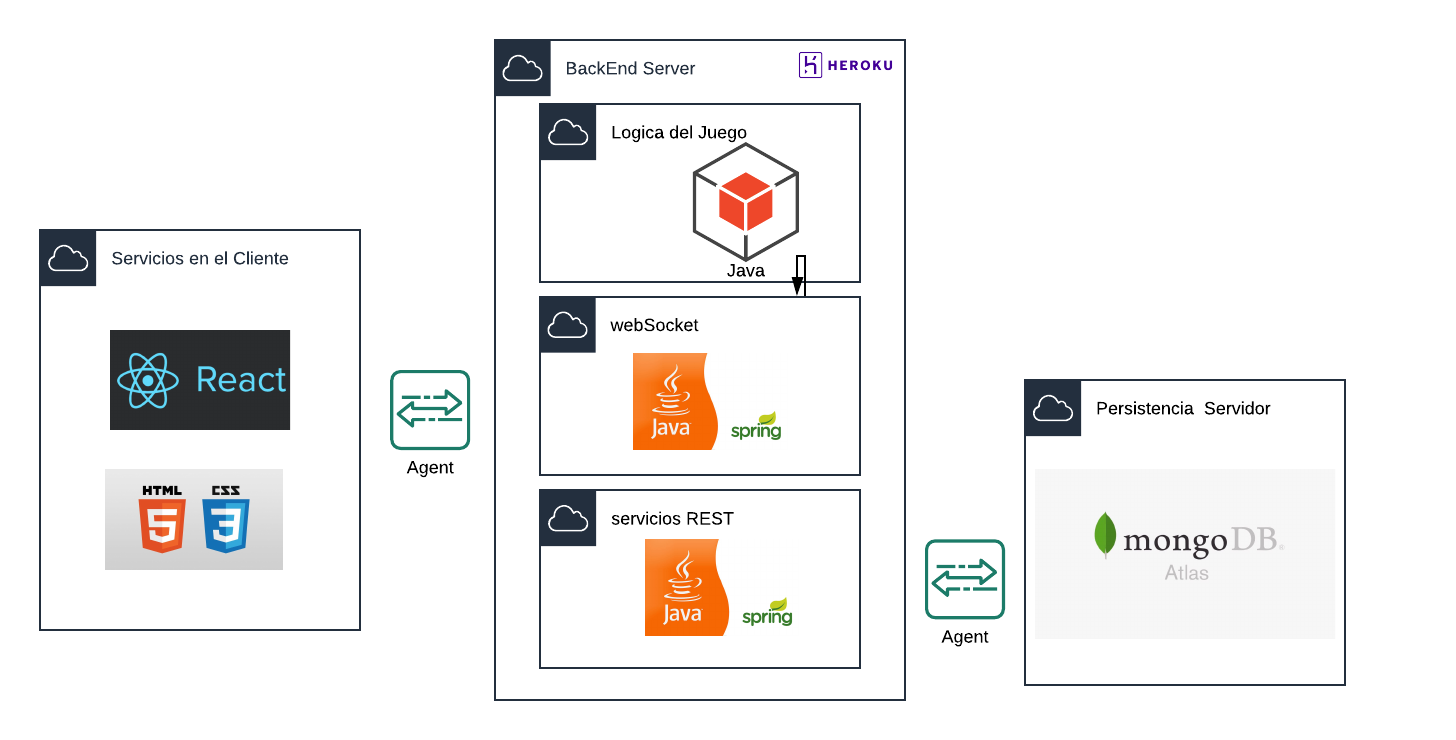 BackEnd Server
HEROKU
Logica del Juego
Java
Servicios en el Cliente
React
HTML
5
CSS
3
Agent
webSocket
Java
spring
servicios REST
Java
spring
Agent
Persistencia  Servidor
mongoDB
Atlas